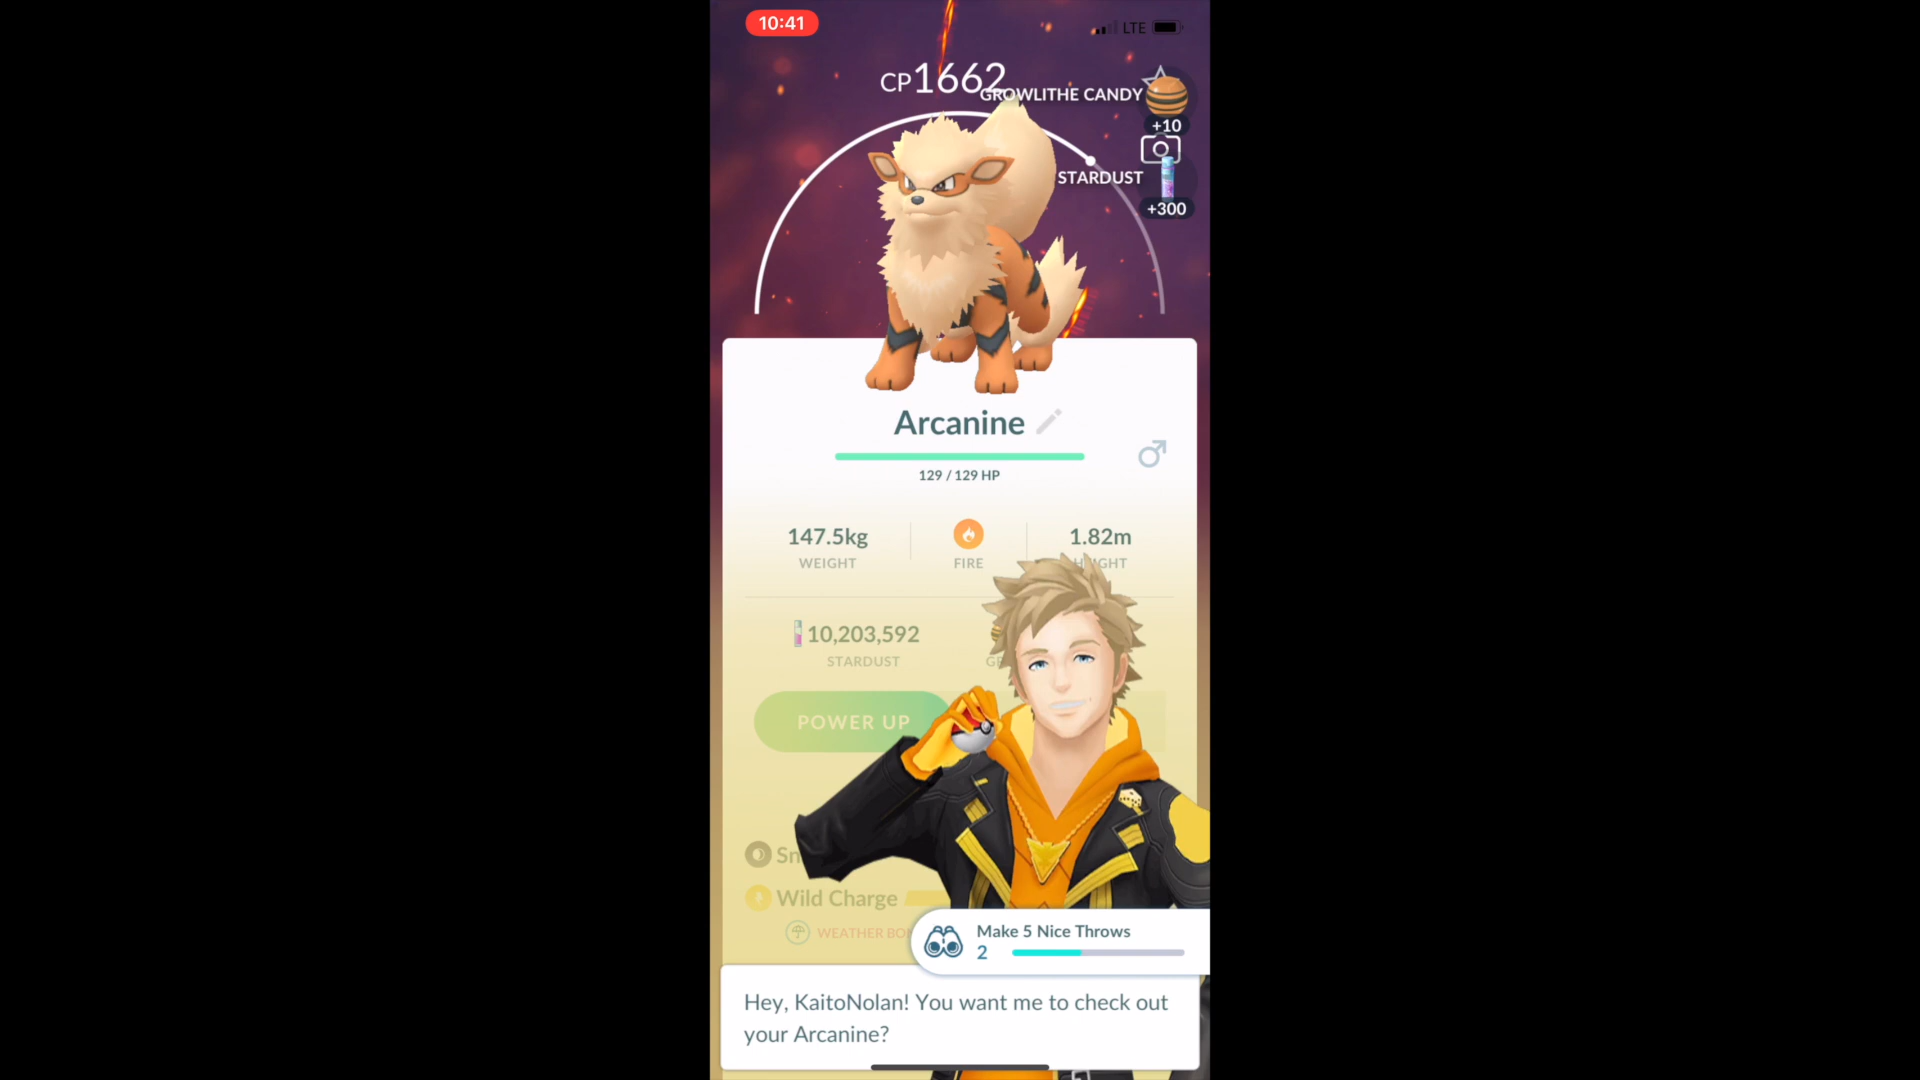 10:41
LTE
CP1662
GROWLITHE CANDY
+10
STARDUST
+300
Arcanine
129 / 129 HP
147.5kg
WEIGHT
FIRE
1.82m
10,203,592
STARDUST
POWER UP
Wild Charge
WEATHER
Make 5 Nice Throws
2
Hey, KaitoNolan! You want me to check out
your Arcanine?